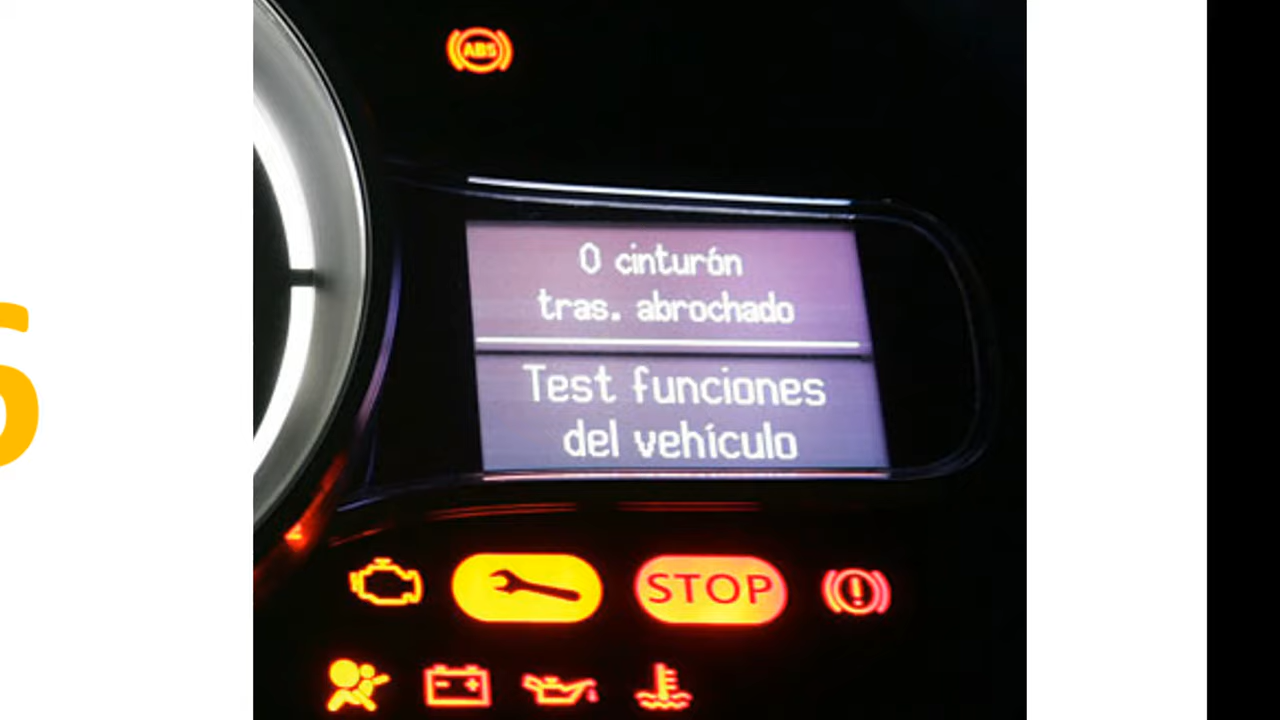 ABS
0 cinturón
tras. abrochado
Test funciones
del vehículo
STOP